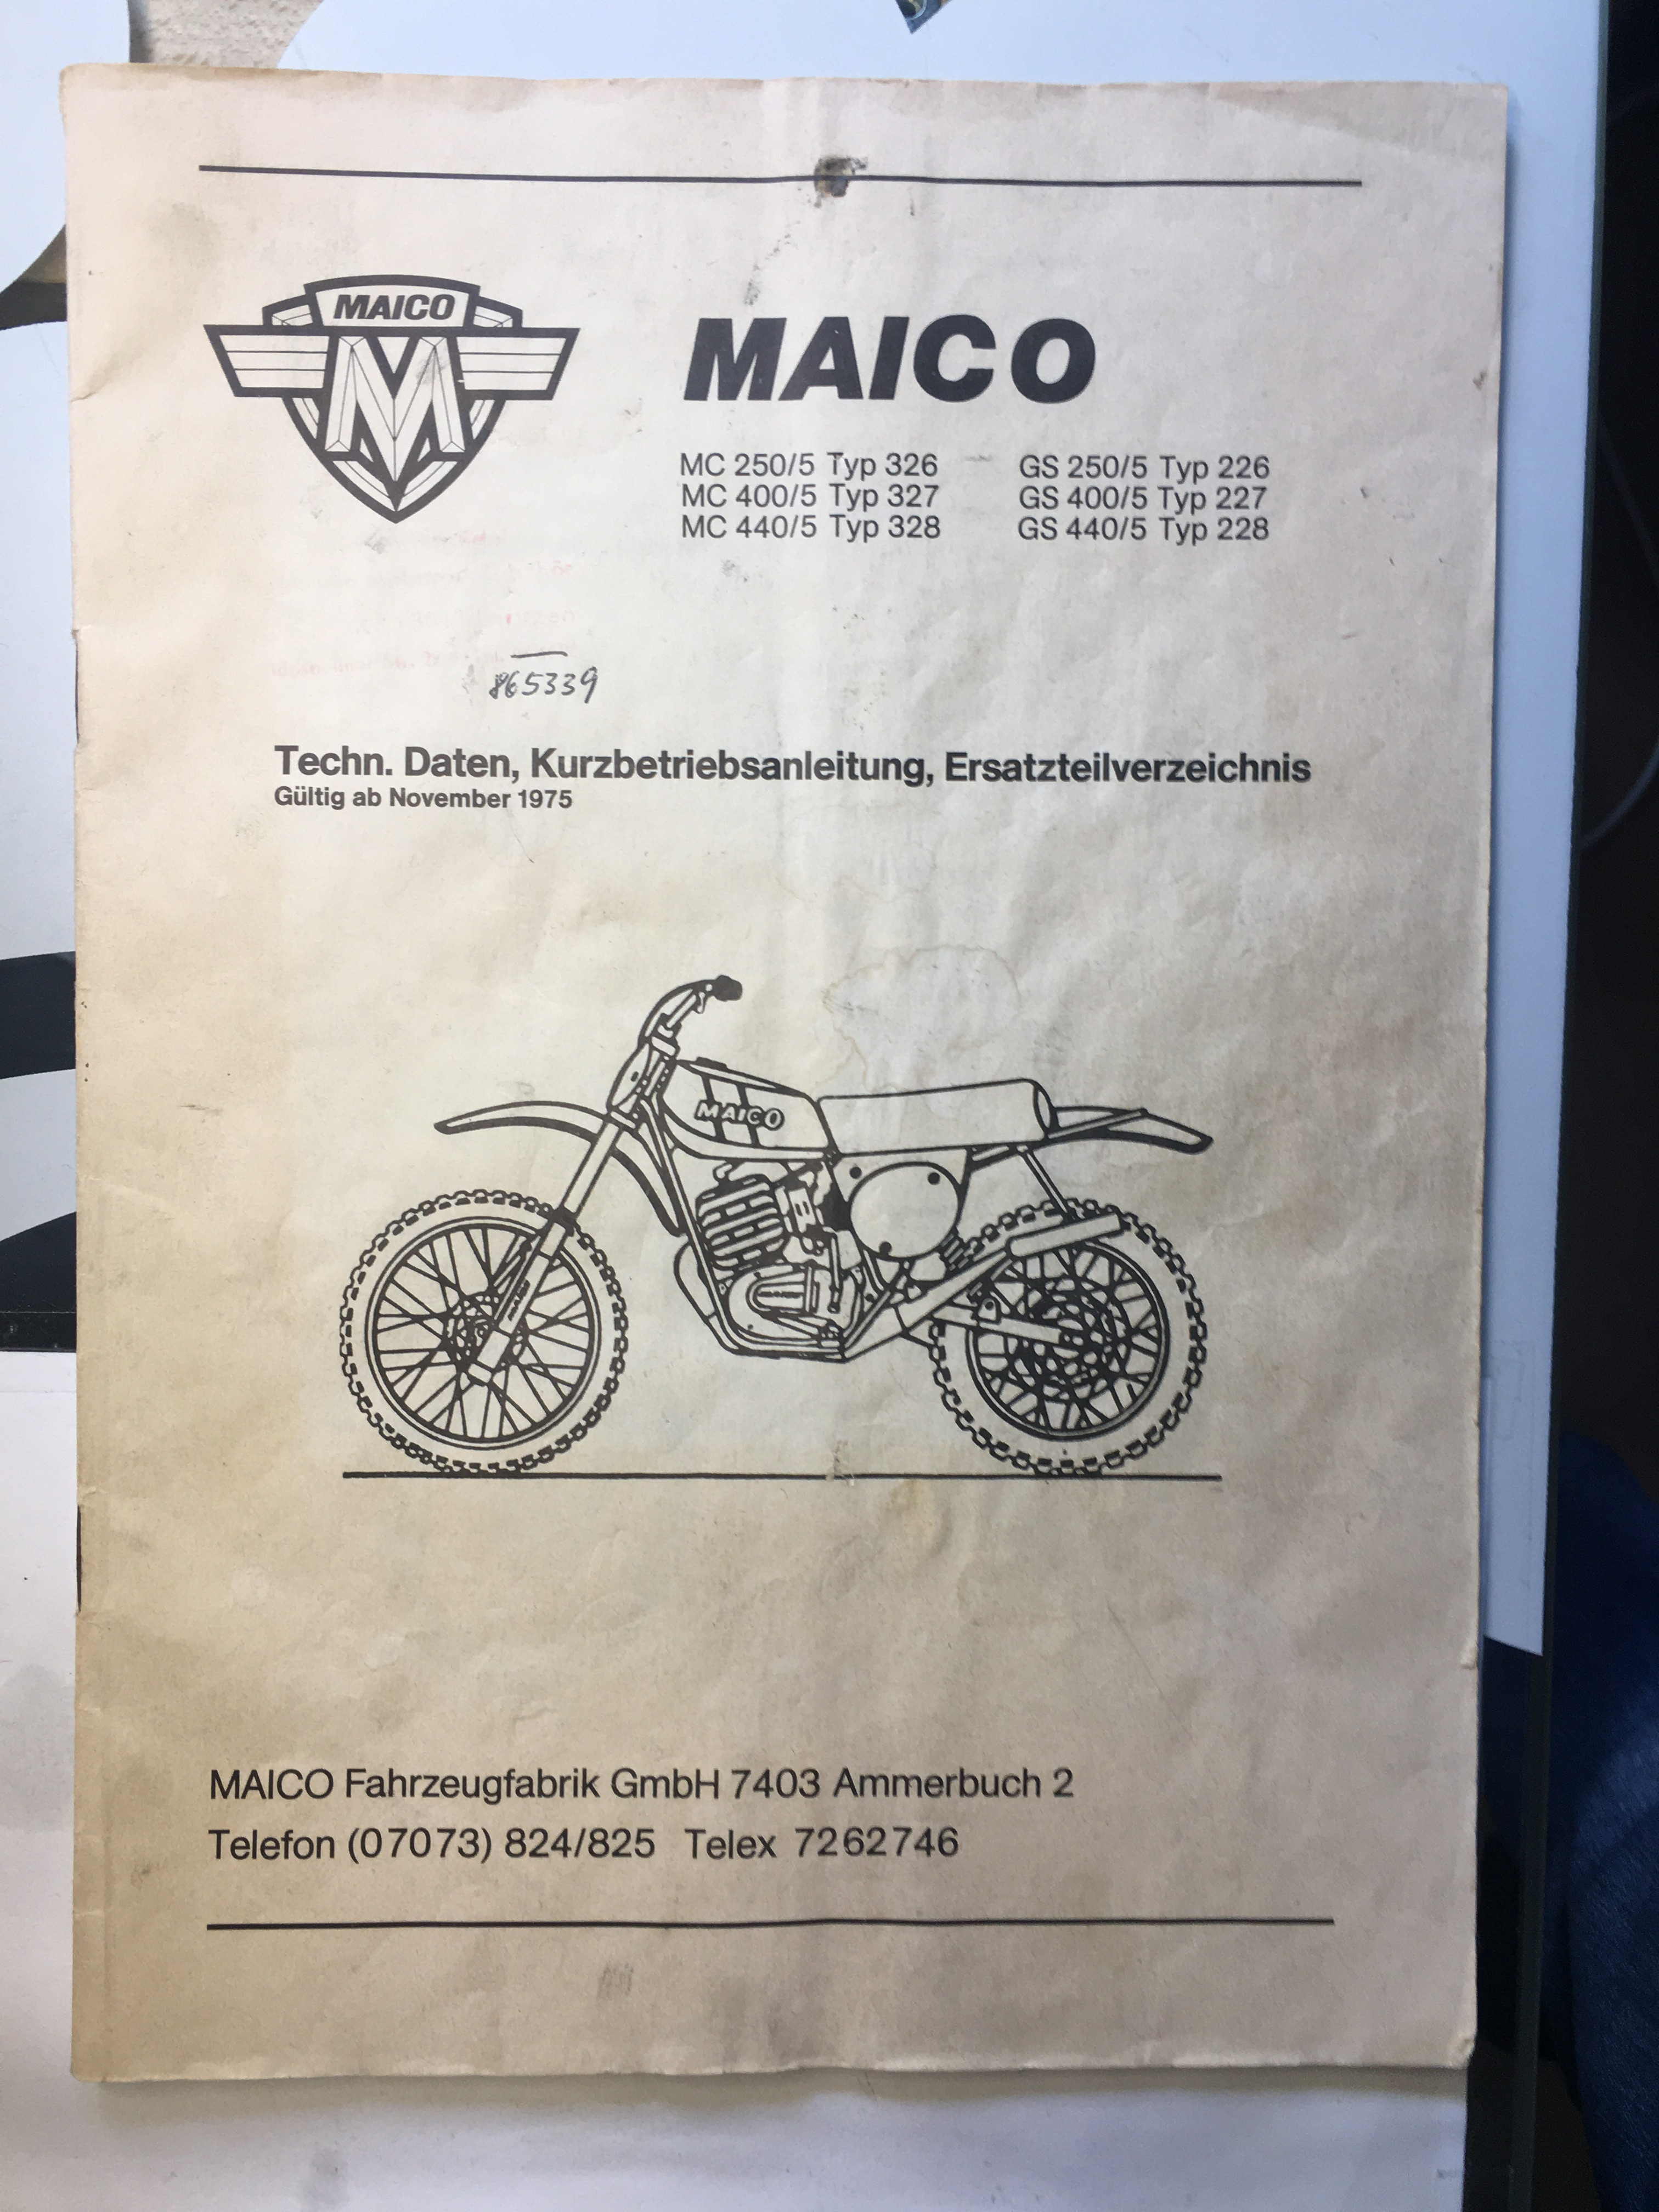 MAICO
MAICO
MC 250/5 Typ 326 GS 250/5 Typ 226
MC 400/5 Typ 327 GS 400/5 Typ 227
MC 440/5 Typ 328 GS 440/5 Typ 228
865339
Techn. Daten, Kurzbetriebsanleitung, Ersatzteilverzeichnis
Gültig ab November 1975
MAICO
MAICO Fahrzeugfabrik GmbH 7403 Ammerbuch 2
Telefon (07073) 824/825 Telex 7262746